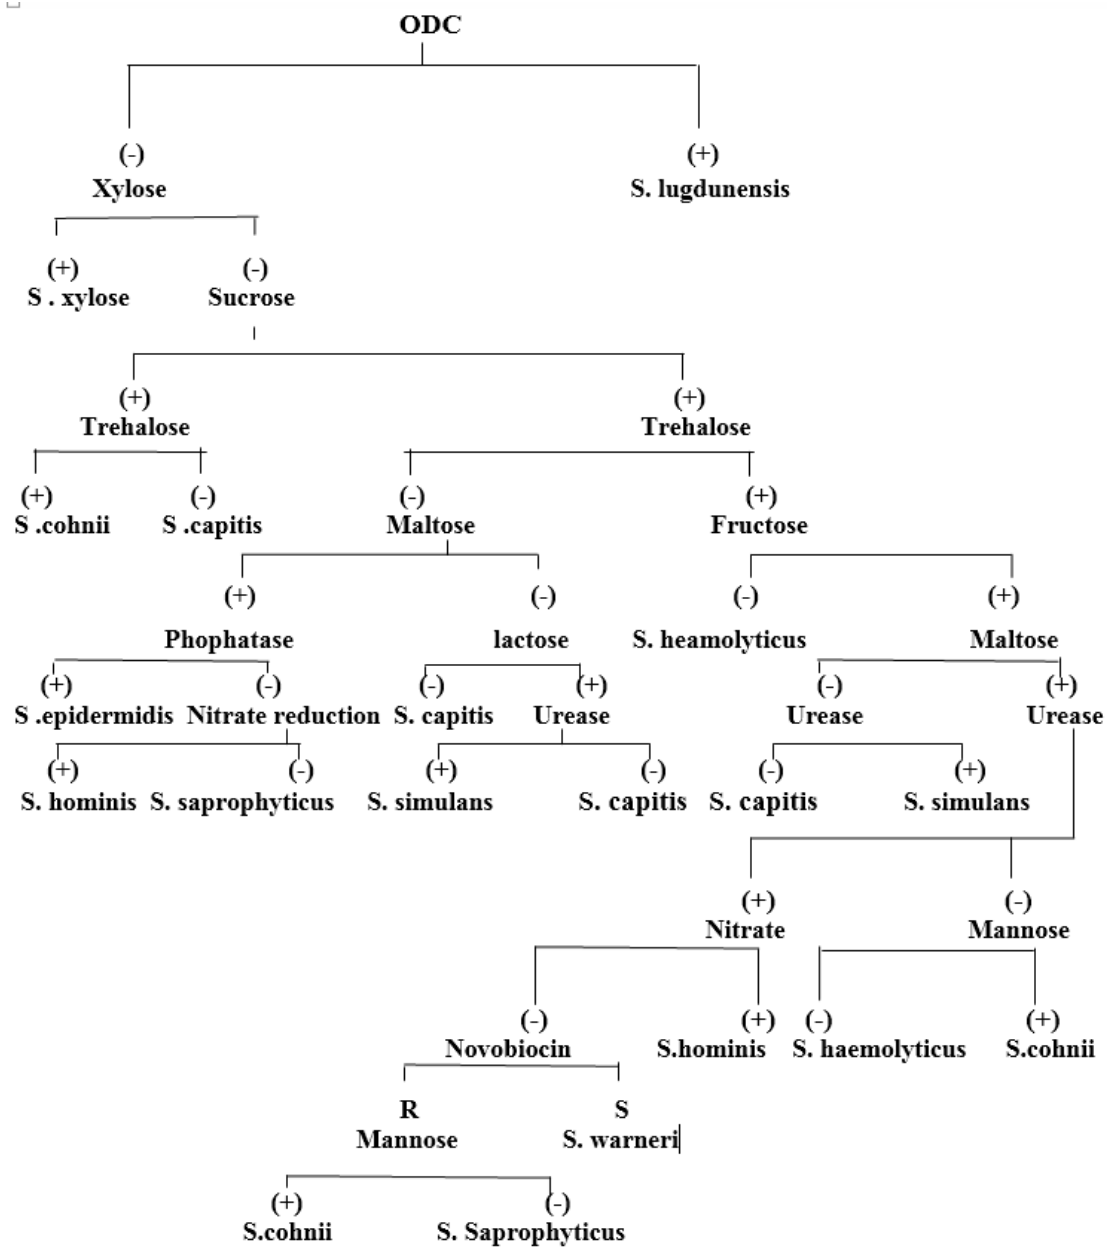 ODC
(-) (+)
Xylose S. lugdunensis
(+) (-)
S . xylose Sucrose
(+) (+)
Trehalose Trehalose
(+) (-) (-) (+)
S .cohnii S .capitis Maltose Fructose
(+) (-) (-) (+)
Phophatase lactose S. heamolyticus Maltose
(+) (-) (-) (+) (-) (+)
S .epidermidis Nitrate reduction S. capitis Urease Urease Urease
(+) (-) (+) (-) (-) (+)
S. hominis S. saprophyticus S. simulans S. capitis S. capitis S. simulans
(+) (-)
Nitrate Mannose
(-) (+) (-) (+)
Novobiocin S.hominis S. haemolyticus S.cohnii
R S
Mannose S. warneri
(+) (-)
S.cohnii S. Saprophyticus